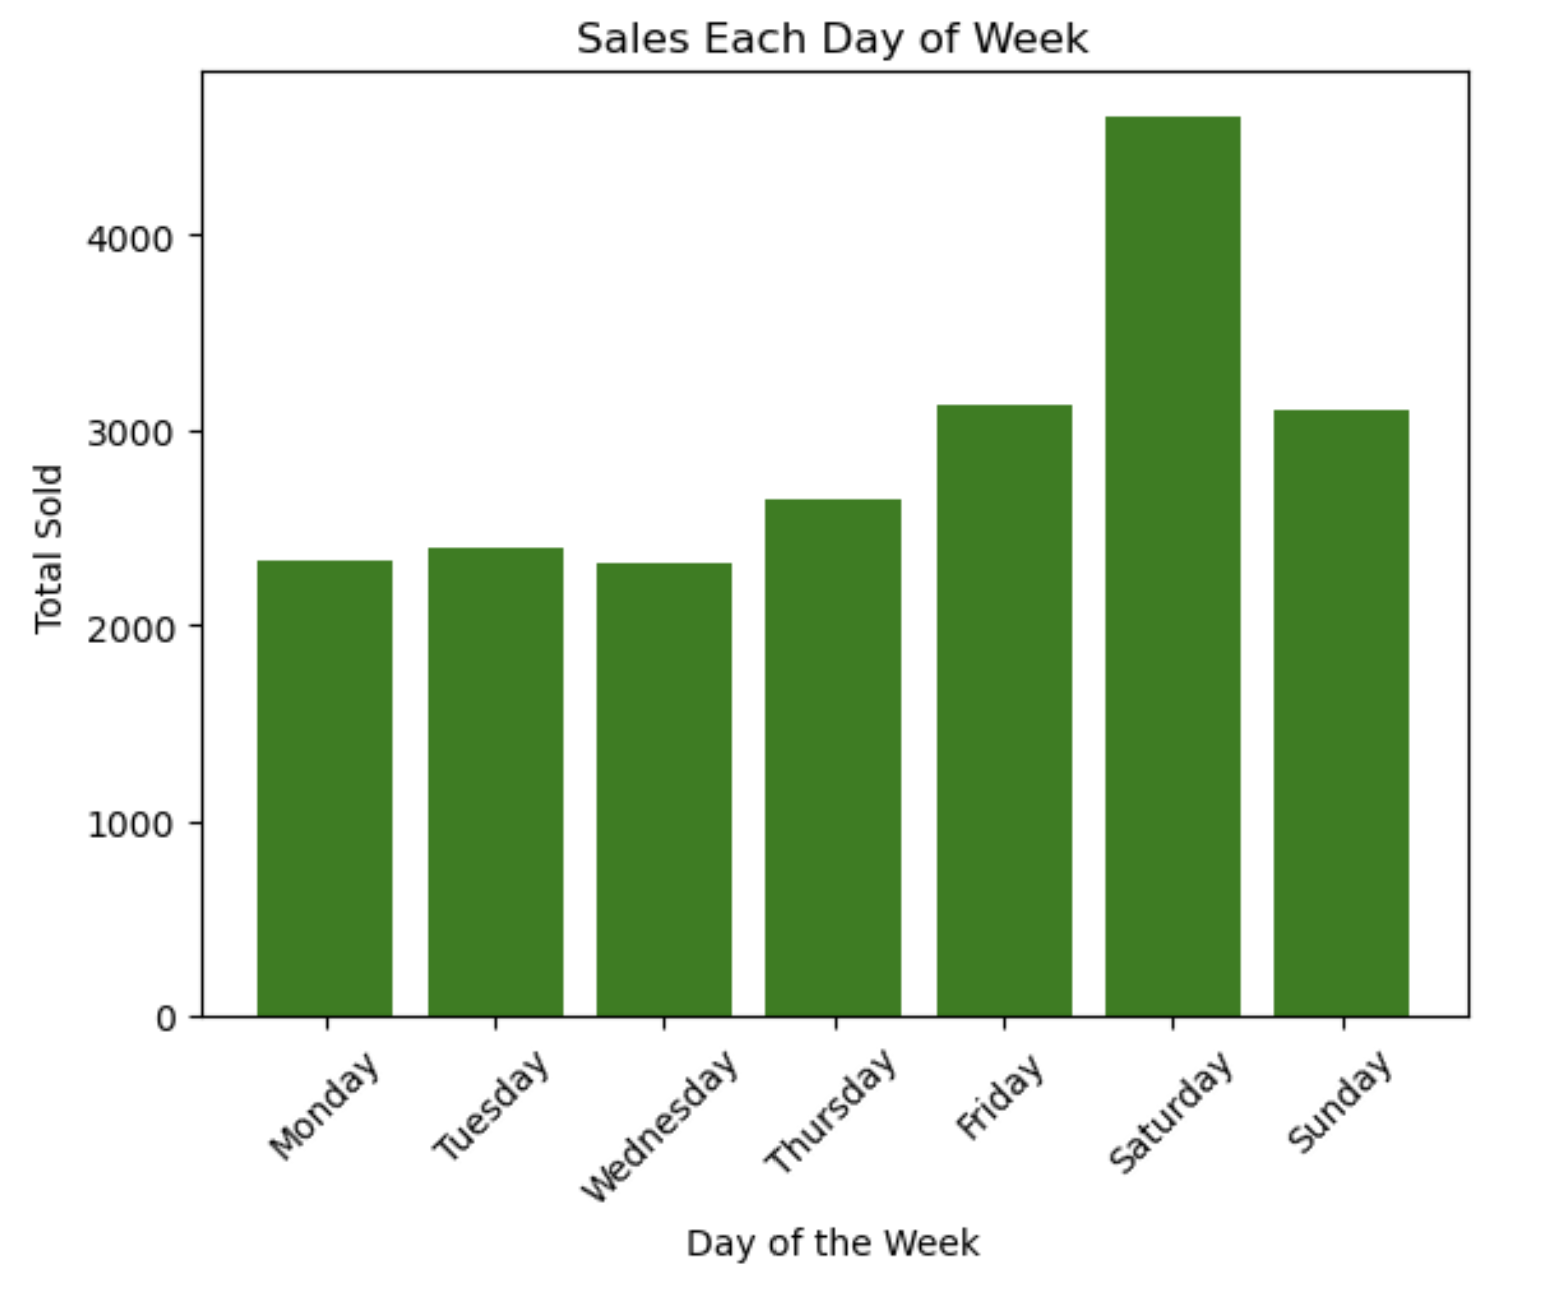 Sales Each Day of Week
Total Sold
4000
3000
2000
1000
0
Monday
Tuesday
Wednesday
Thursday
Friday
Saturday
Sunday
Day of the Week